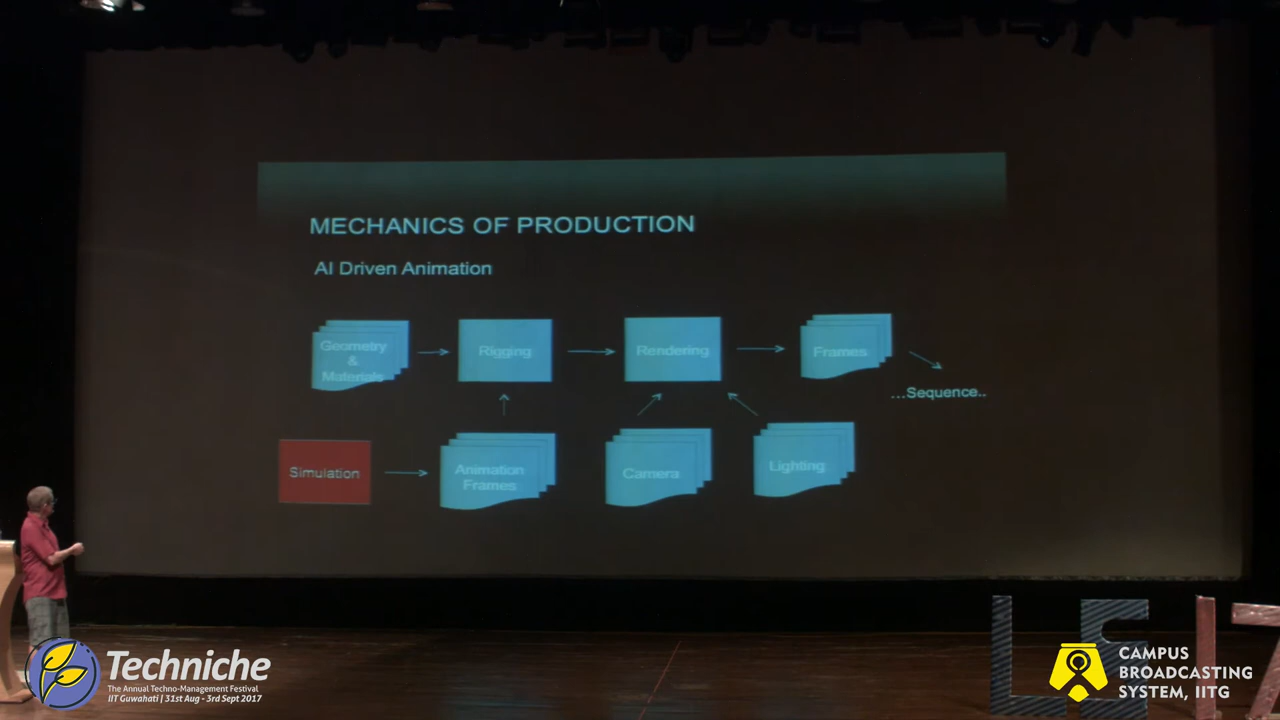 MECHANICS OF PRODUCTION
AI Driven Animation
Geometry
&
Materials
Rigging
Rendering
Frames
...Sequence..
Simulation
Animation
Frames
Camera
Lighting
LE17
Techniche
The Annual Techno-Management Festival
IIT Guwahati | 31st Aug - 3rd Sept 2017
CAMPUS
BROADCASTING
SYSTEM, IITG